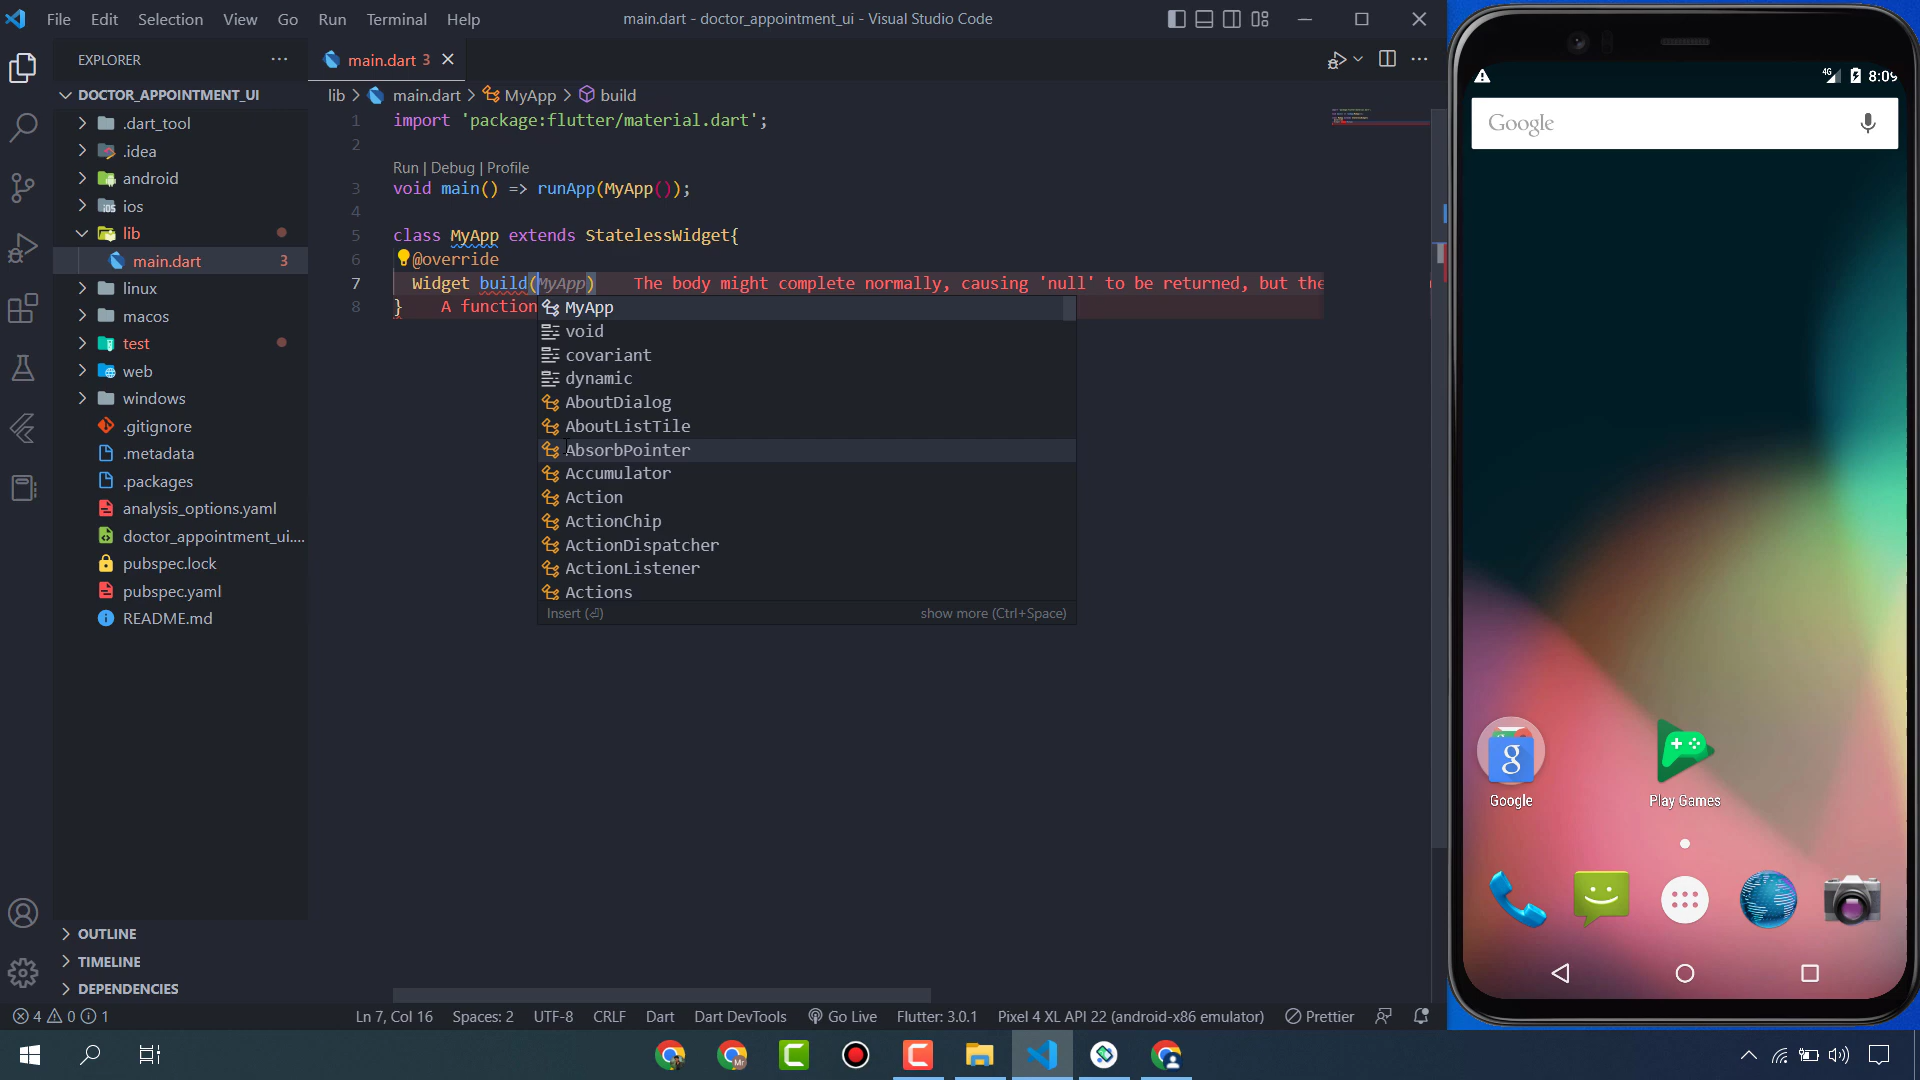 File Edit Selection View Go Run Terminal Help
main.dart - doctor_appointment_ui - Visual Studio Code
EXPLORER
DOCTOR_APPOINTMENT_UI
.dart_tool
.idea
android
ios
lib
main.dart 3
linux
macos
test
web
windows
.gitignore
.metadata
.packages
analysis_options.yaml
doctor_appointment_ui....
pubspec.lock
pubspec.yaml
README.md
OUTLINE
TIMELINE
DEPENDENCIES
main.dart 3
lib > main.dart > MyApp > build
1 import 'package:flutter/material.dart';
2
Run | Debug | Profile
3 void main() => runApp(MyApp());
4
5 class MyApp extends StatelessWidget{
6 @override
7 Widget build(MyApp) The body might complete normally, causing 'null' to be returned, but the
8 } A function
MyApp
void
covariant
dynamic
AboutDialog
AboutListTile
AbsorbPointer
Accumulator
Action
ActionChip
ActionDispatcher
ActionListener
Actions
Insert (⏎) show more (Ctrl+Space)
4 0 1 Ln 7, Col 16 Spaces: 2 UTF-8 CRLF Dart Dart DevTools Go Live Flutter: 3.0.1 Pixel 4 XL API 22 (android-x86 emulator) Prettier
4G 8:09
Google
Google
Play Games